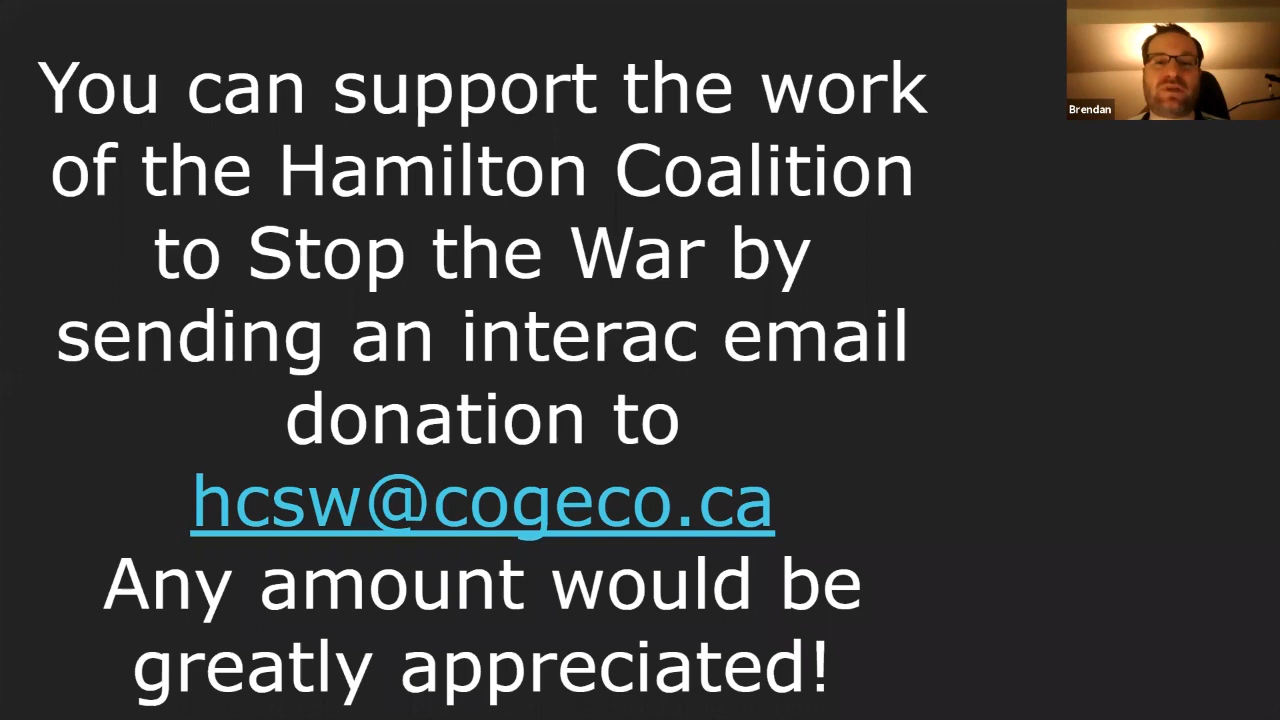 You can support the work
of the Hamilton Coalition
to Stop the War by
sending an interac email
donation to
hcsw@cogeco.ca
Any amount would be
greatly appreciated!
Brendan